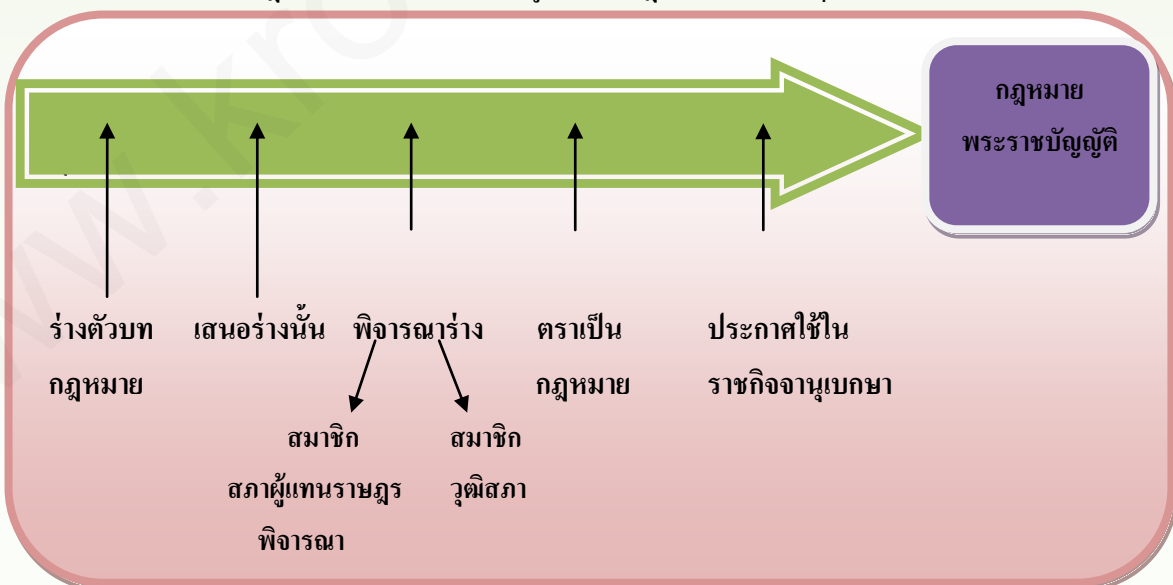 กฎหมาย
พระราชบัญญัติ
ร่างตัวบท
กฎหมาย
เสนอร่างนั้น
พิจารณาร่าง
ตราเป็น
กฎหมาย
ประกาศใช้ใน
ราชกิจจานุเบกษา
สมาชิก
สภาผู้แทนราษฎร
พิจารณา
สมาชิก
วุฒิสภา